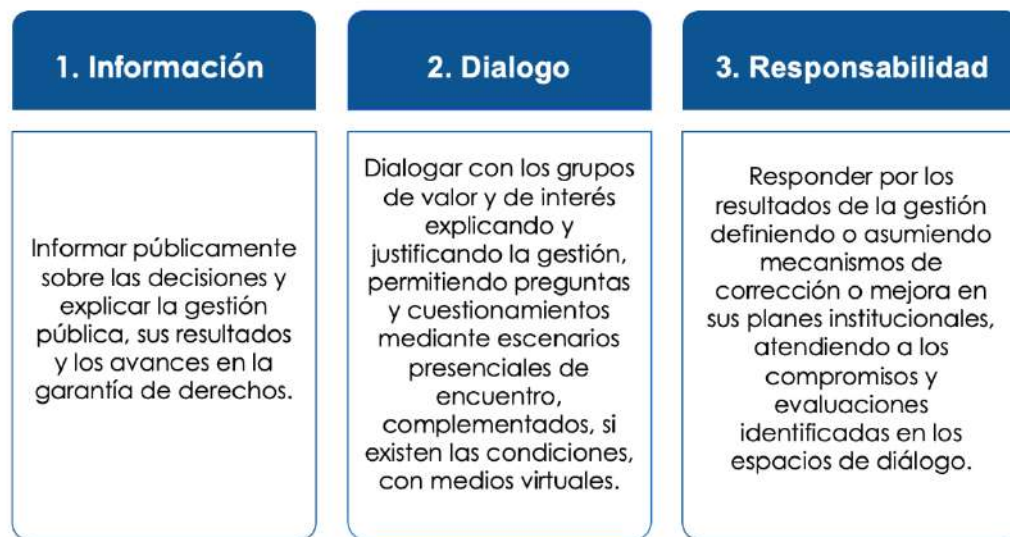 1. Información
Informar públicamente
sobre las decisiones y
explicar la gestión
pública, sus resultados
y los avances en la
garantía de derechos.
2. Dialogo
Dialogar con los grupos
de valor y de interés
explicando y
justificando la gestión,
permitiendo preguntas
y cuestionamientos
mediante escenarios
presenciales de
encuentro,
complementados, si
existen las condiciones,
con medios virtuales.
3. Responsabilidad
Responder por los
resultados de la gestión
definiendo o asumiendo
mecanismos de
corrección o mejora en
sus planes institucionales,
atendiendo a los
compromisos y
evaluaciones
identificadas en los
espacios de diálogo.